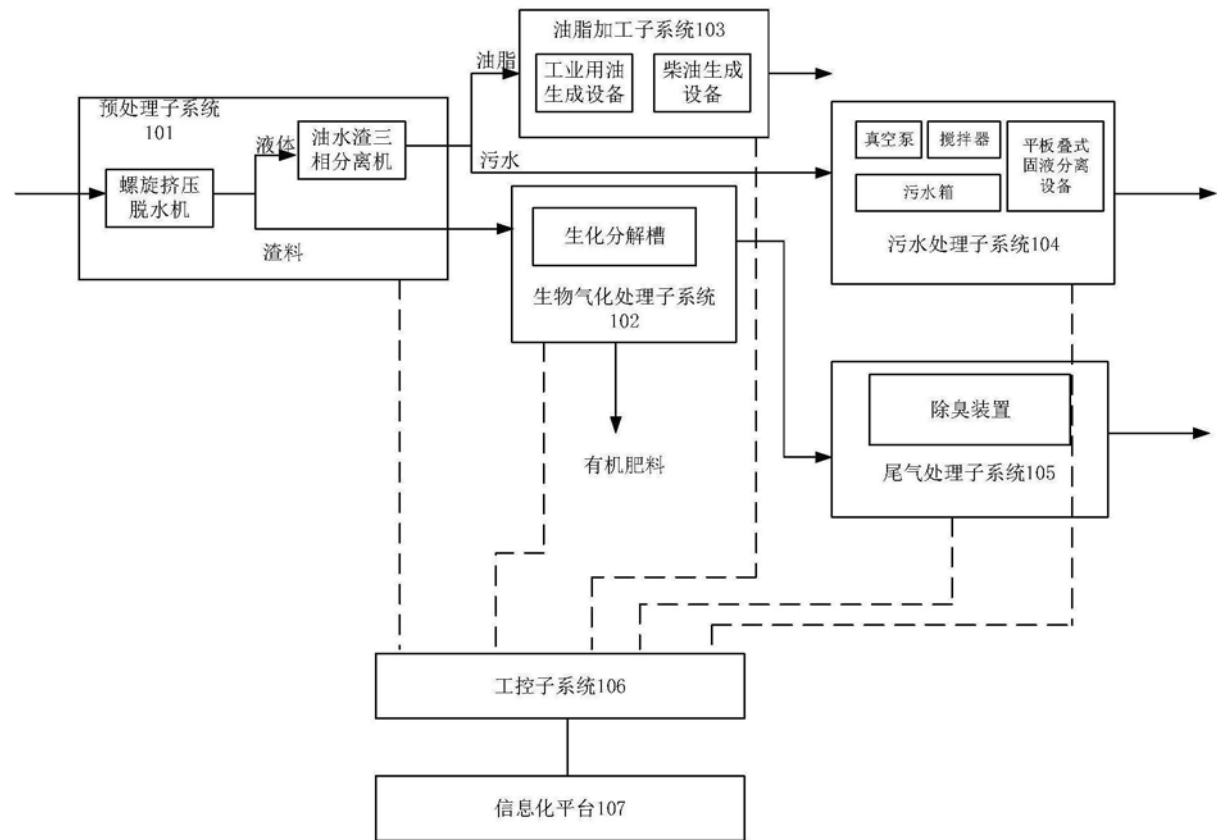 油脂加工子系统103
工业用油
生成设备
柴油生成
设备
油脂
预处理子系统
101
液体
油水渣三
相分离机
污水
螺旋挤压
脱水机
渣料
真空泵
搅拌器
平板叠式
固液分离
设备
污水箱
污水处理子系统104
生化分解槽
生物气化处理子系统
102
有机肥料
除臭装置
尾气处理子系统105
工控子系统106
信息化平台107